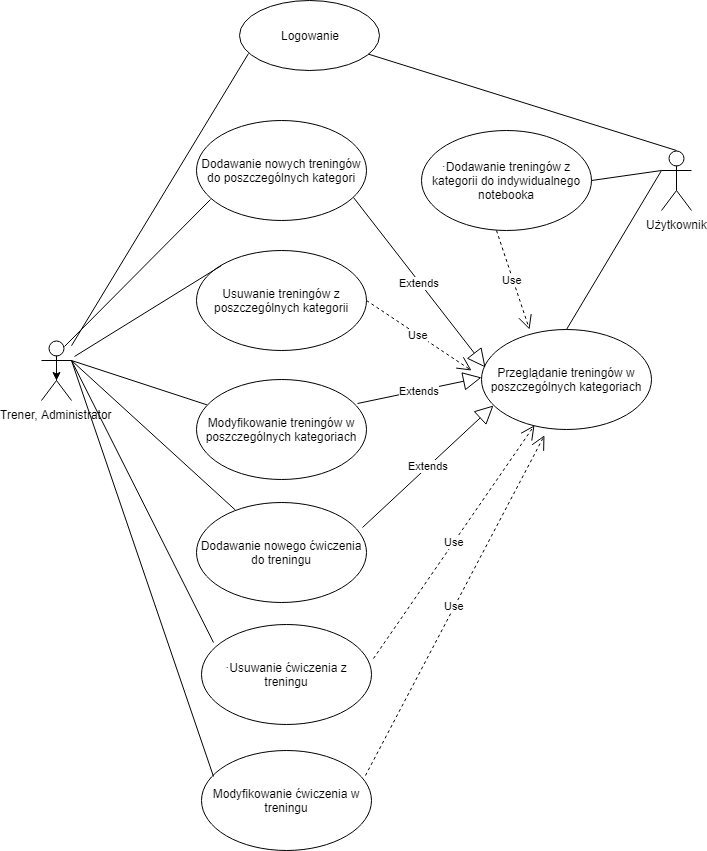 Logowanie
Dodawanie nowych treningów
do poszczególnych kategori
·Dodawanie treningów z
kategorii do indywidualnego
notebooka
Użytkownik
Extends
Use
Usuwanie treningów z
poszczególnych kategorii
Use
Trener, Administrator
Przeglądanie treningów w
poszczególnych kategoriach
Extends
Modyfikowanie treningów w
poszczególnych kategoriach
Extends
Dodawanie nowego ćwiczenia
do treningu
Use
Use
·Usuwanie ćwiczenia z
treningu
Modyfikowanie ćwiczenia w
treningu